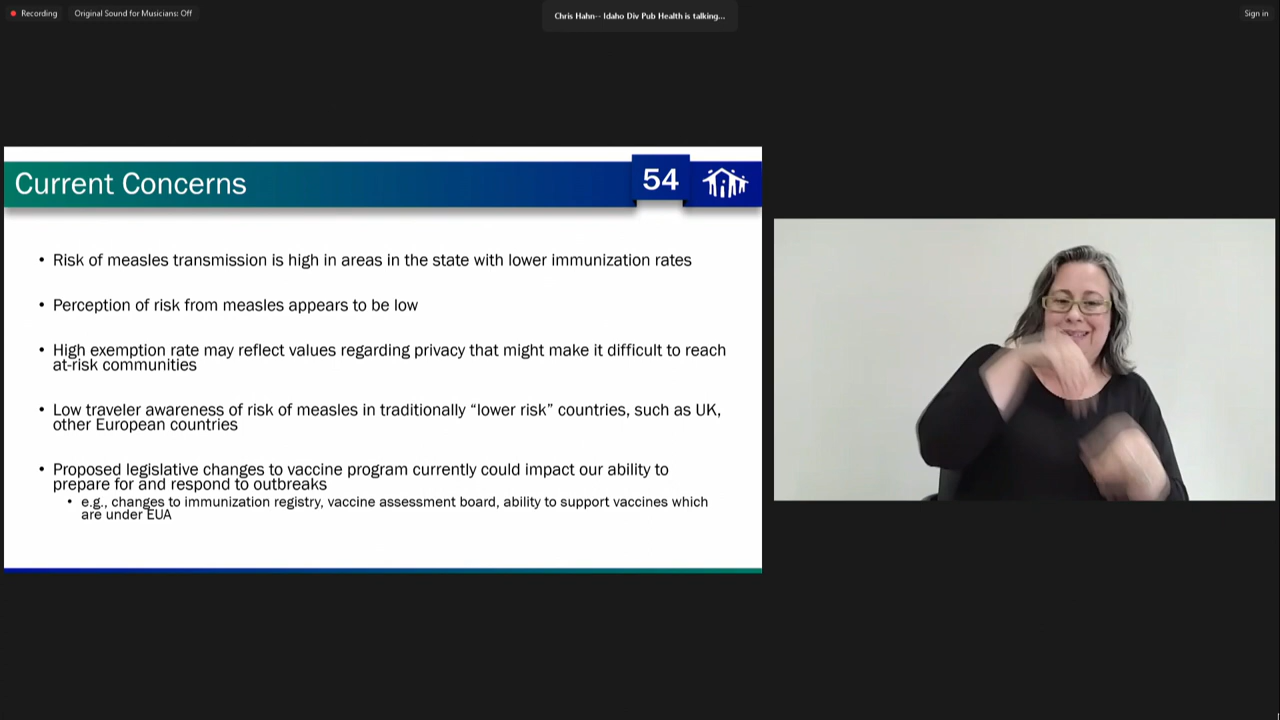 Recording
Original Sound for Musicians: Off
Chris Hahn-- Idaho Div Pub Health is talking...
Sign in
Current Concerns
54
• Risk of measles transmission is high in areas in the state with lower immunization rates
• Perception of risk from measles appears to be low
• High exemption rate may reflect values regarding privacy that might make it difficult to reach
at-risk communities
• Low traveler awareness of risk of measles in traditionally “lower risk” countries, such as UK,
other European countries
• Proposed legislative changes to vaccine program currently could impact our ability to
prepare for and respond to outbreaks
• e.g., changes to immunization registry, vaccine assessment board, ability to support vaccines which
are under EUA